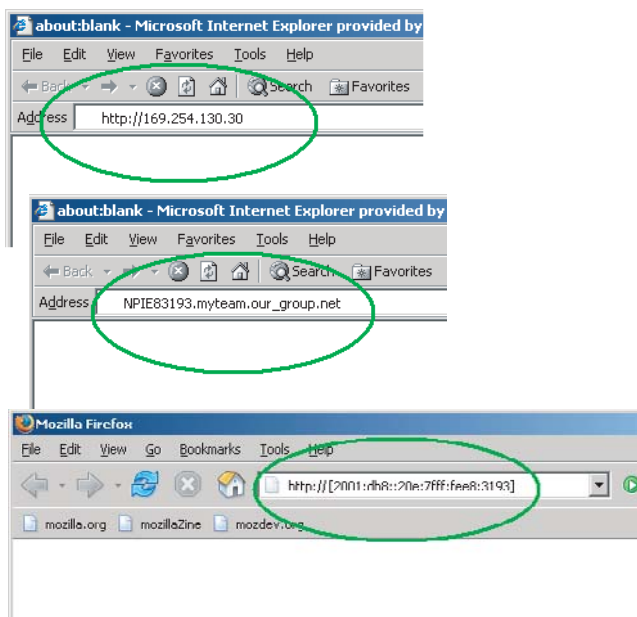 about:blank - Microsoft Internet Explorer provided by
File Edit View Favorites Tools Help
Back Search Favorites
Address http://169.254.130.30
about:blank - Microsoft Internet Explorer provided by
File Edit View Favorites Tools Help
Back Search Favorites
Address NPIE83193.myteam.our_group.net
Mozilla Firefox
File Edit View Go Bookmarks Tools Help
http://[2001:db8::20e:7fff:fee8:3193]
mozilla.org mozillaZine mozdev.org